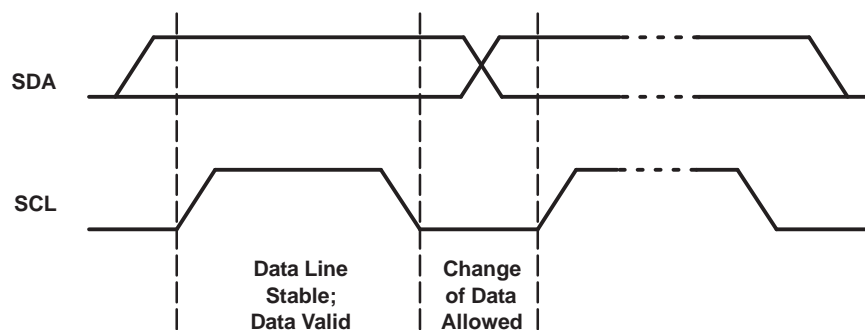 SDA
SCL
Data Line
Stable;
Data Valid
Change
of Data
Allowed